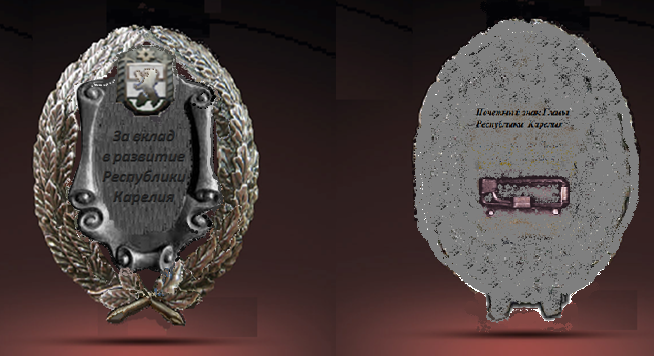 За вклад
в развитие
Республики
Карелия
Почетный знак Главы
Республики Карелия